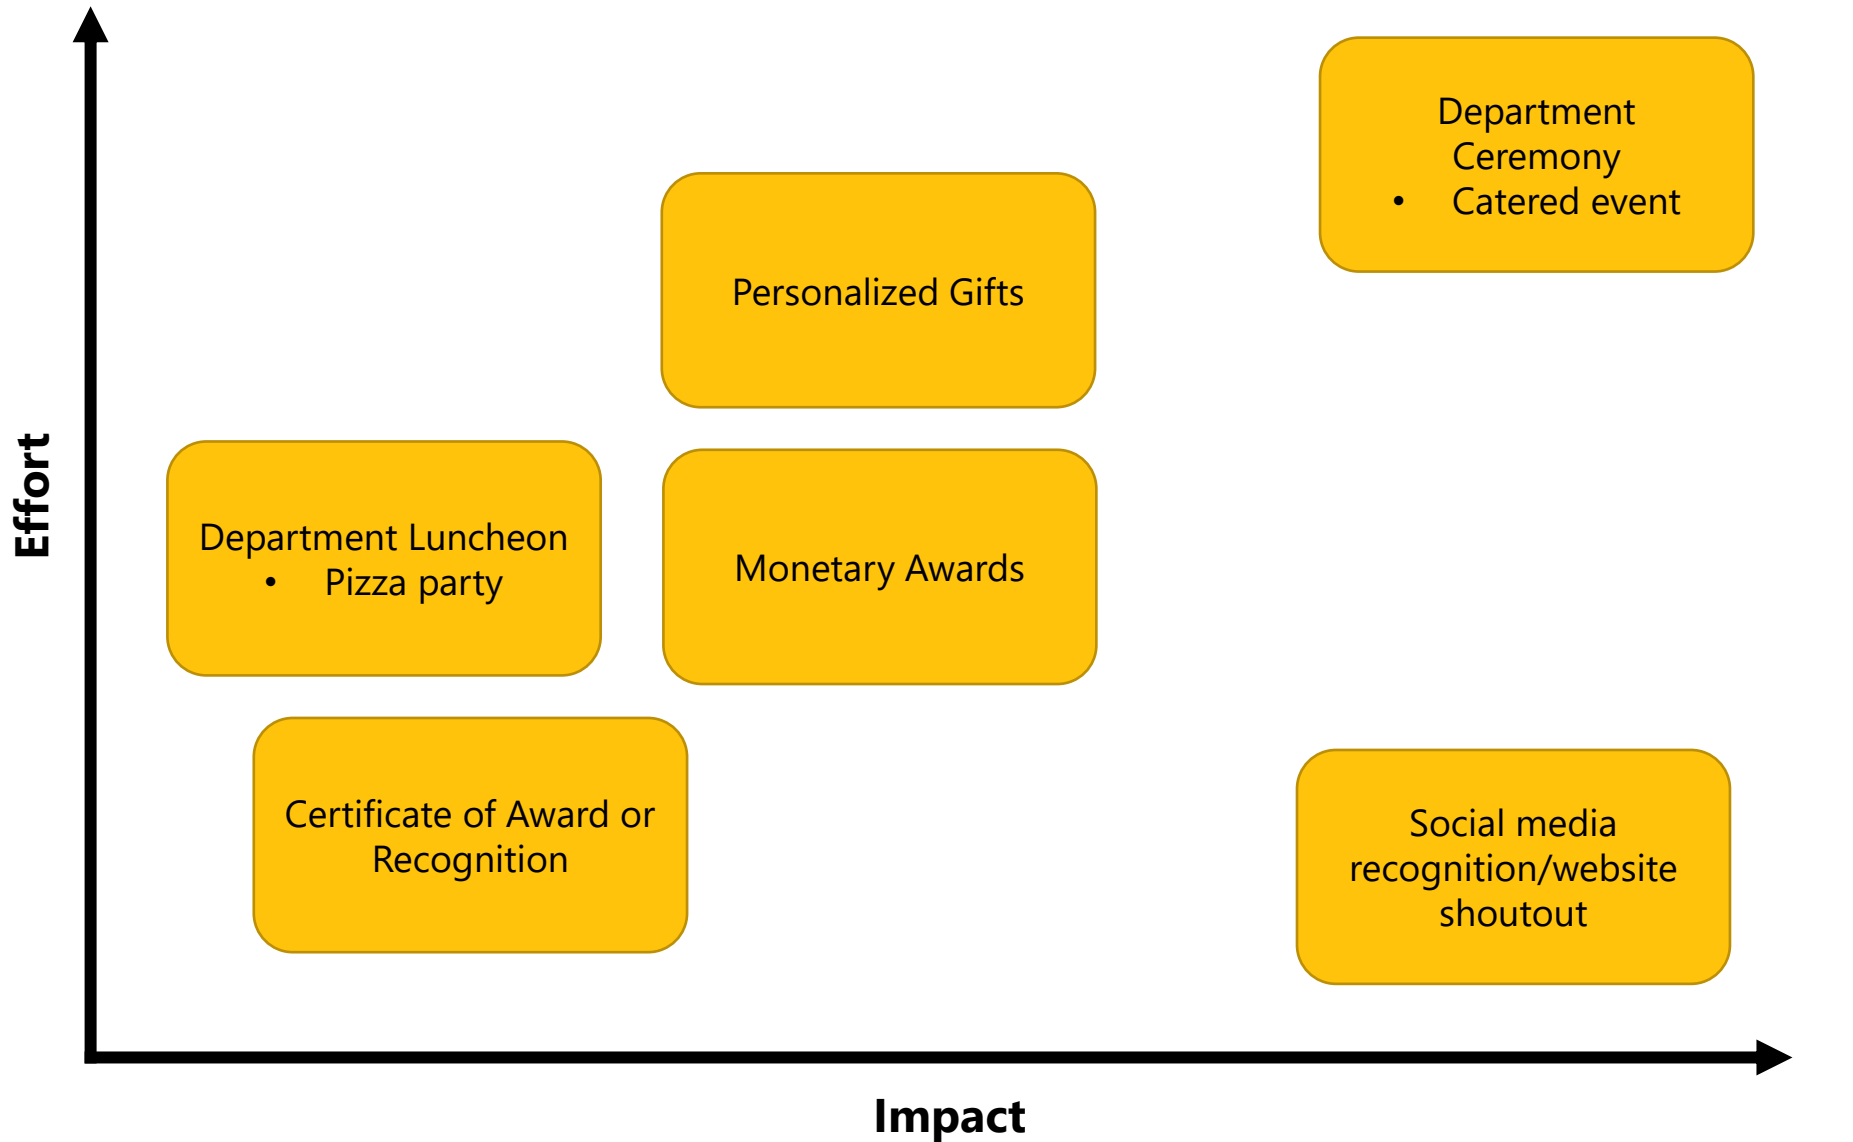 Department
Ceremony
• Catered event
Personalized Gifts
Effort
Department Luncheon
• Pizza party
Monetary Awards
Certificate of Award or
Recognition
Social media
recognition/website
shoutout
Impact